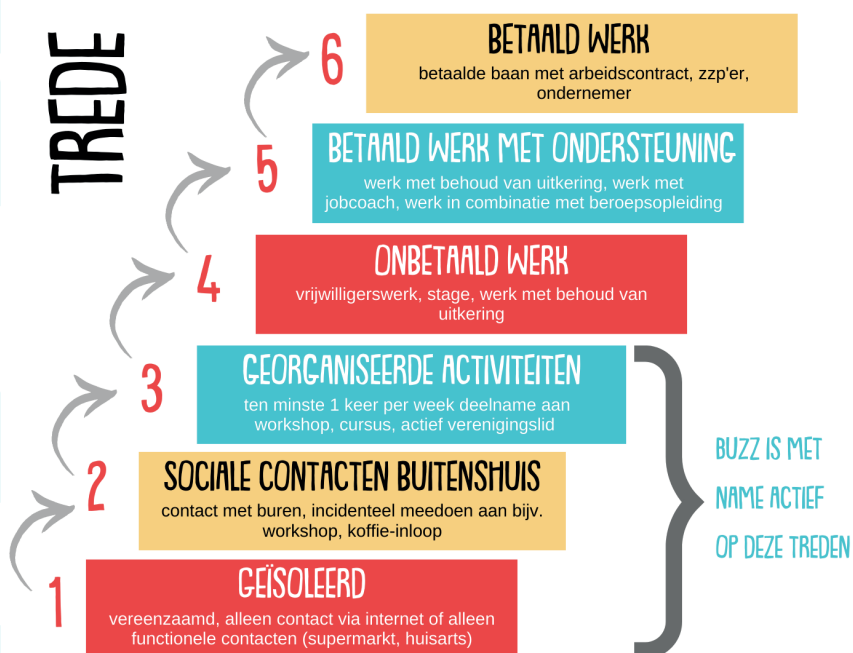 TREDE
6
BETAALD WERK
betaalde baan met arbeidscontract, zzp'er,
ondernemer
5
BETAALD WERK MET ONDERSTEUNING
werk met behoud van uitkering, werk met
jobcoach, werk in combinatie met beroepsopleiding
4
ONBETAALD WERK
vrijwilligerswerk, stage, werk met behoud van
uitkering
3
GEORGANISEERDE ACTIVITEITEN
ten minste 1 keer per week deelname aan
workshop, cursus, actief verenigingslid
2
SOCIALE CONTACTEN BUITENSHUIS
contact met buren, incidenteel meedoen aan bijv.
workshop, koffie-inloop
1
GEÏSOLEERD
vereenzaamd, alleen contact via internet of alleen
functionele contacten (supermarkt, huisarts)
BUZZ IS MET
NAME ACTIEF
OP DEZE TREDEN